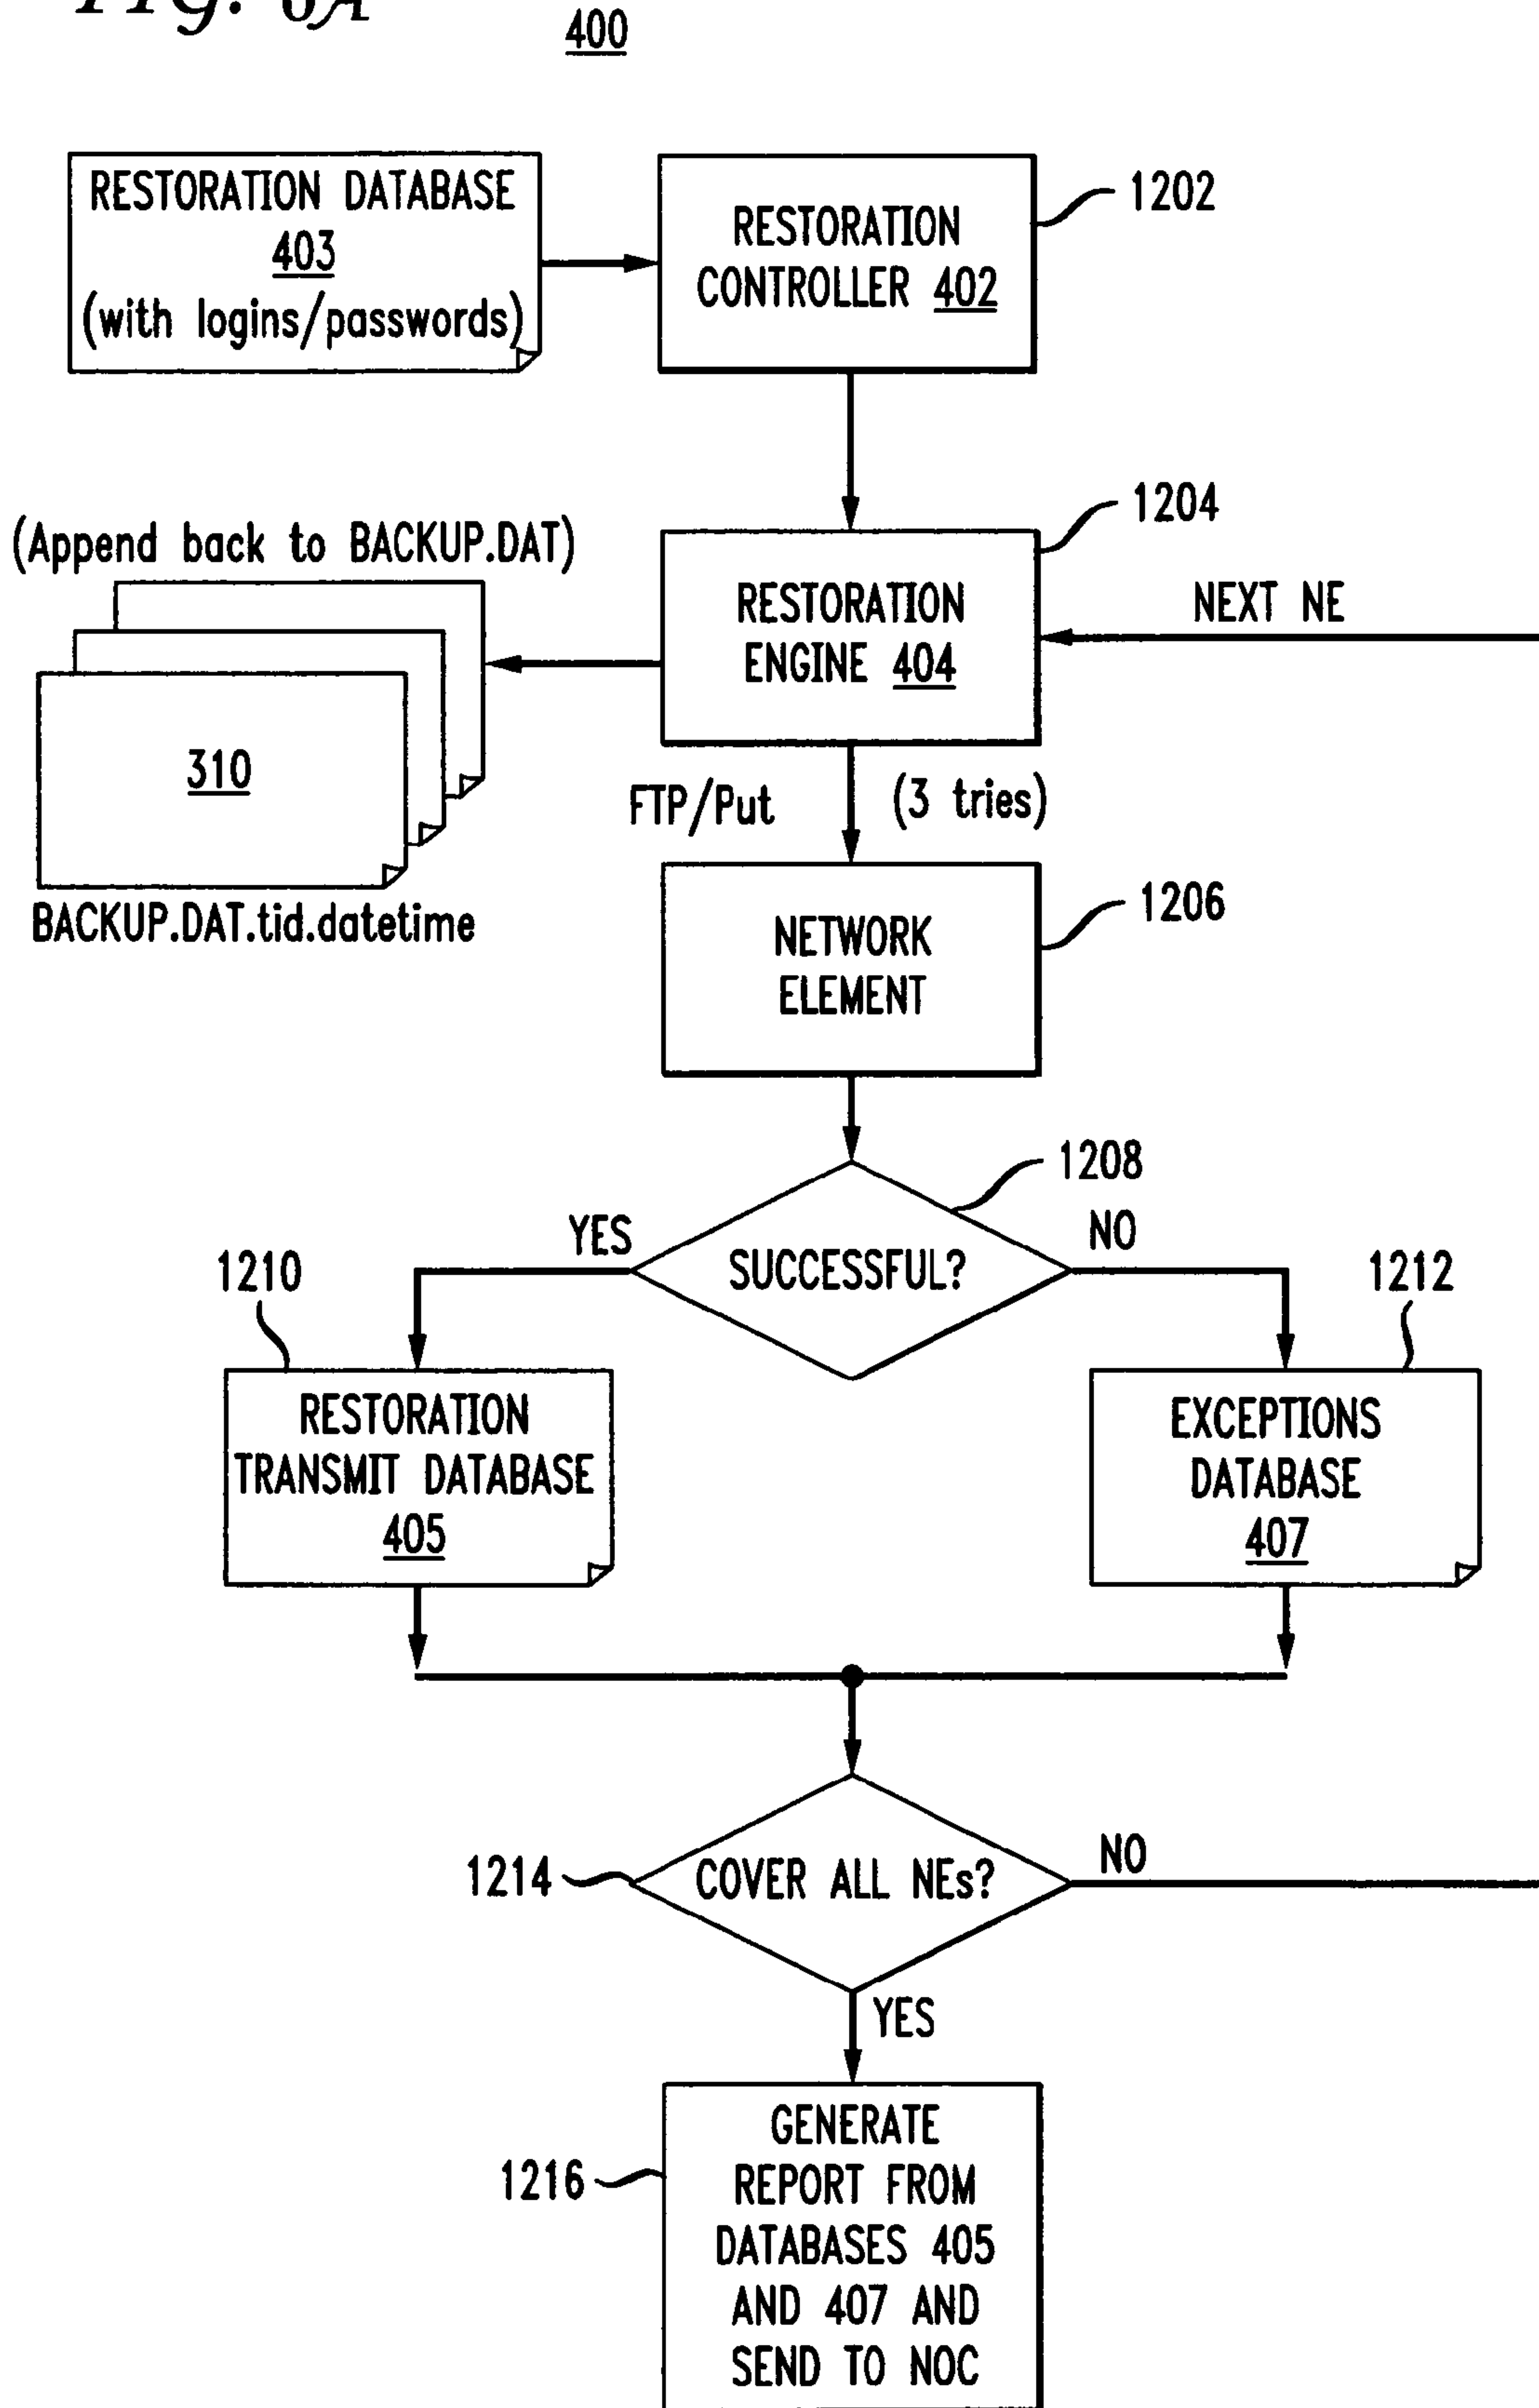 FIG. 6A
400
RESTORATION DATABASE
403
(with logins/passwords)
RESTORATION
CONTROLLER 402
1202
(Append back to BACKUP.DAT)
310
BACKUP.DAT.tid.datetime
RESTORATION
ENGINE 404
1204
NEXT NE
FTP/Put
(3 tries)
NETWORK
ELEMENT
1206
SUCCESSFUL?
1208
YES
NO
1210
RESTORATION
TRANSMIT DATABASE
405
1212
EXCEPTIONS
DATABASE
407
1214
COVER ALL NEs?
NO
YES
1216
GENERATE
REPORT FROM
DATABASES 405
AND 407 AND
SEND TO NOC